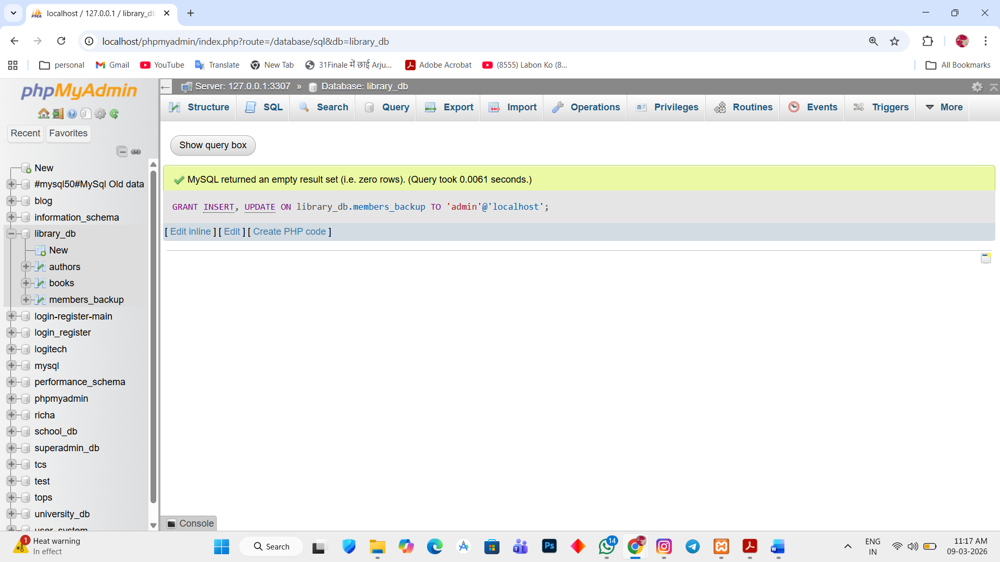 localhost / 127.0.0.1 / library_db
localhost/phpmyadmin/index.php?route=/database/sql&db=library_db
personal
Gmail
YouTube
Translate
New Tab
31Finale में छाई Arju...
Adobe Acrobat
(8555) Labon Ko (8...
All Bookmarks
phpMyAdmin
Recent
Favorites
New
#mysql50#MySql Old data
blog
information_schema
library_db
New
authors
books
members_backup
login-register-main
login_register
logitech
mysql
performance_schema
phpmyadmin
richa
school_db
superadmin_db
tcs
test
tops
university_db
user_system
Server: 127.0.0.1:3307 » Database: library_db
Structure
SQL
Search
Query
Export
Import
Operations
Privileges
Routines
Events
Triggers
More
Show query box
MySQL returned an empty result set (i.e. zero rows). (Query took 0.0061 seconds.)
GRANT INSERT, UPDATE ON library_db.members_backup TO 'admin'@'localhost';
[ Edit inline ] [ Edit ] [ Create PHP code ]
Console
1
Heat warning
In effect
Search
Ps
14
ENG
IN
11:17 AM
09-03-2026